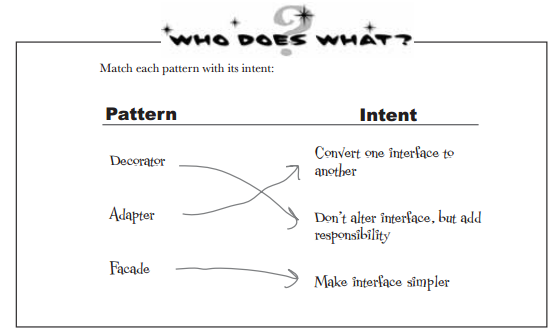 WHO DOES WHAT?
Match each pattern with its intent:
Pattern
Intent
Decorator
Convert one interface to
another
Adapter
Don't alter interface, but add
responsibility
Facade
Make interface simpler